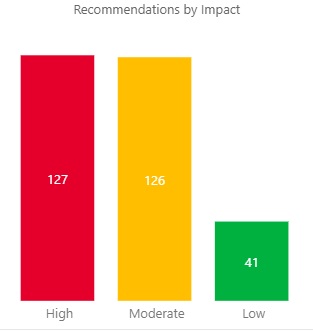 Recommendations by Impact
127
126
41
High
Moderate
Low